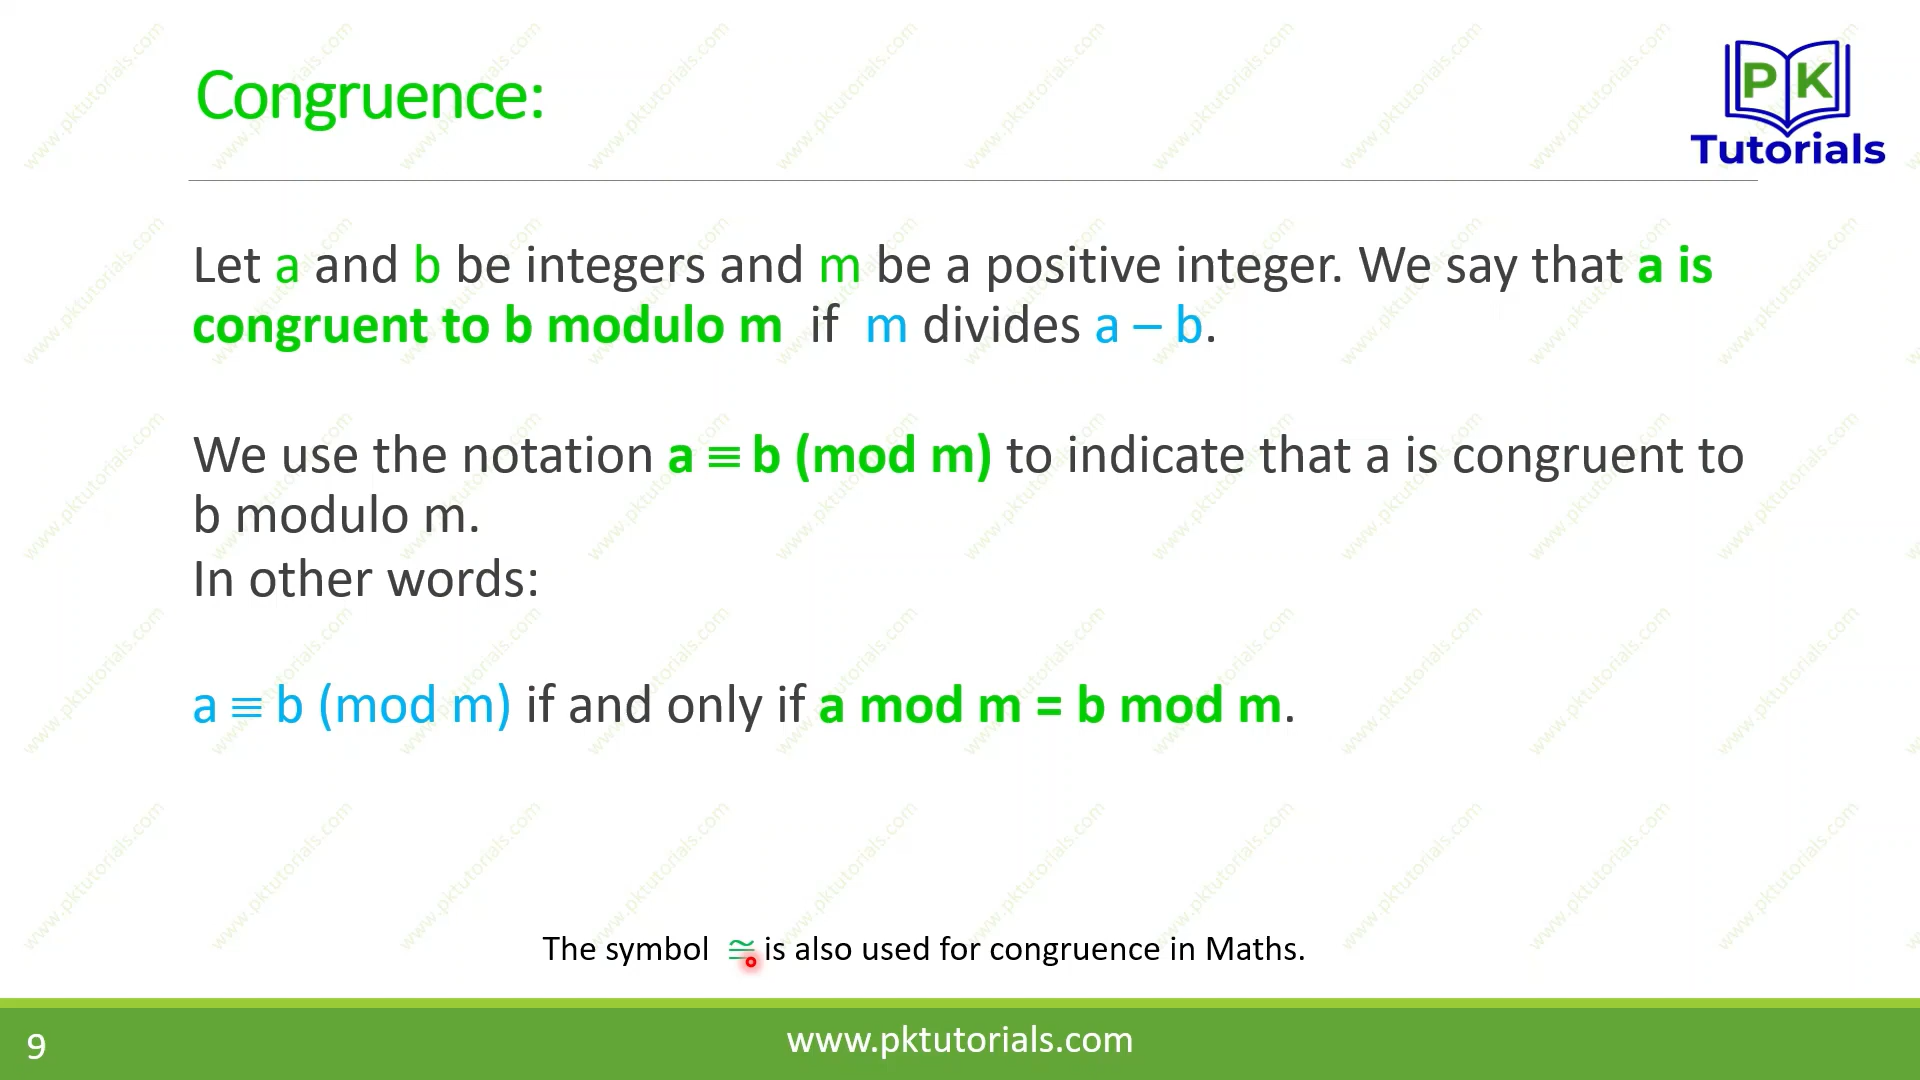 Congruence:
PK
Tutorials
Let a and b be integers and m be a positive integer. We say that a is
congruent to b modulo m if m divides a – b.
We use the notation a ≡ b (mod m) to indicate that a is congruent to
b modulo m.
In other words:
a ≡ b (mod m) if and only if a mod m = b mod m.
The symbol ≅ is also used for congruence in Maths.
9
www.pktutorials.com